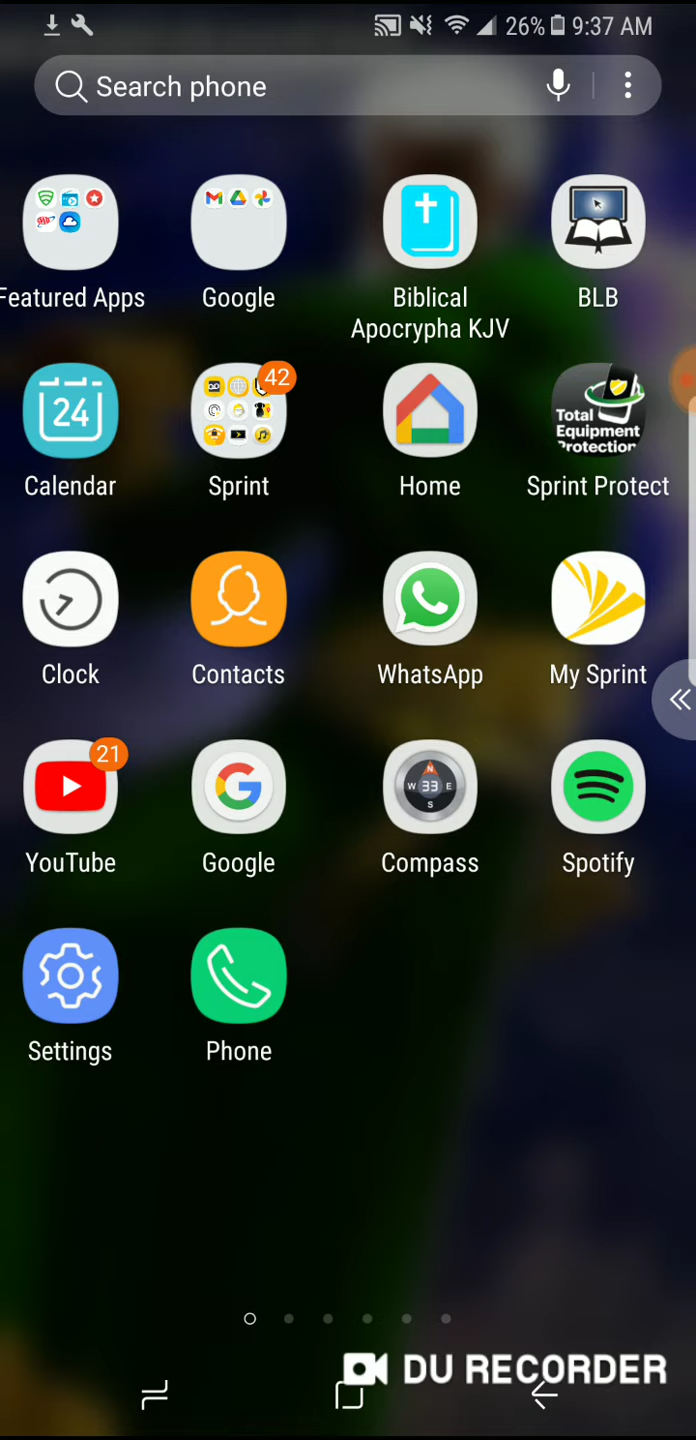 26% 9:37 AM
Search phone
Featured Apps
Google
Biblical
Apocrypha KJV
BLB
24
Calendar
42
Sprint
Home
Total
Equipment
Protection
Sprint Protect
Clock
Contacts
WhatsApp
My Sprint
21
YouTube
G
Google
N
W 33 E
S
Compass
Spotify
Settings
Phone
DU RECORDER